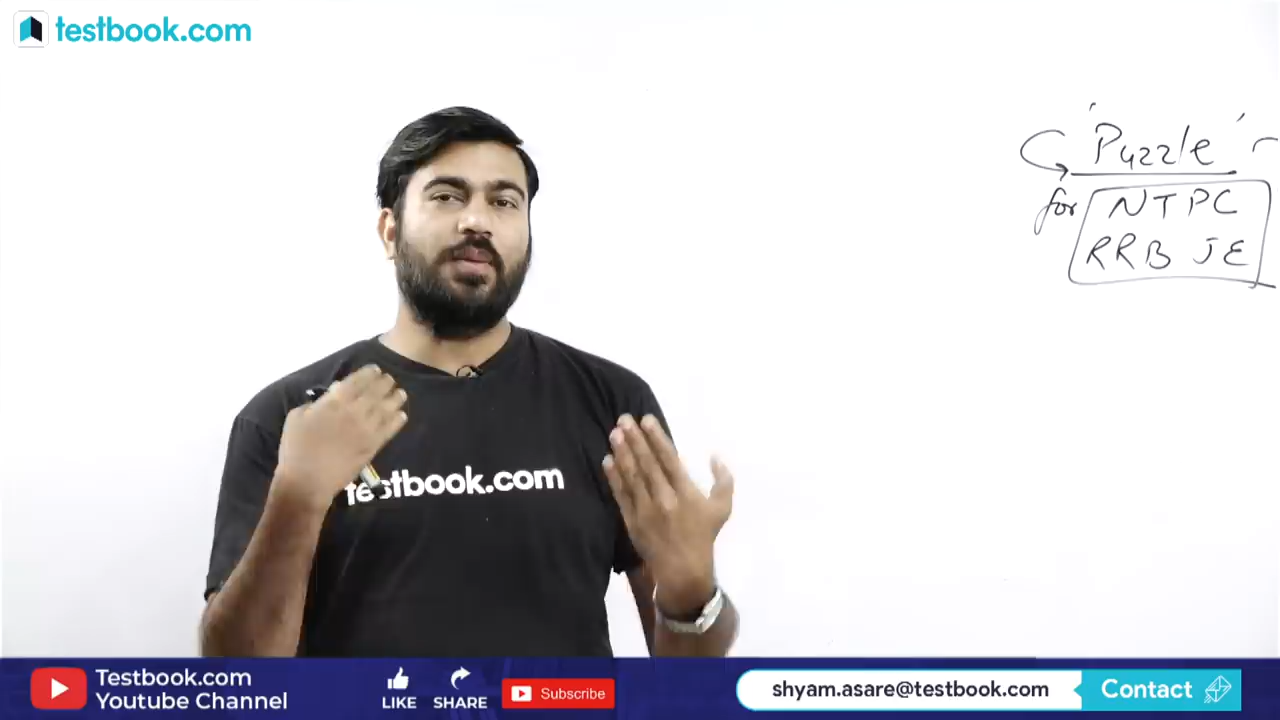 testbook.com
'Puzzle'
for NTPC
RRB JE
testbook.com
Testbook.com
Youtube Channel
LIKE
SHARE
Subscribe
shyam.asare@testbook.com
Contact